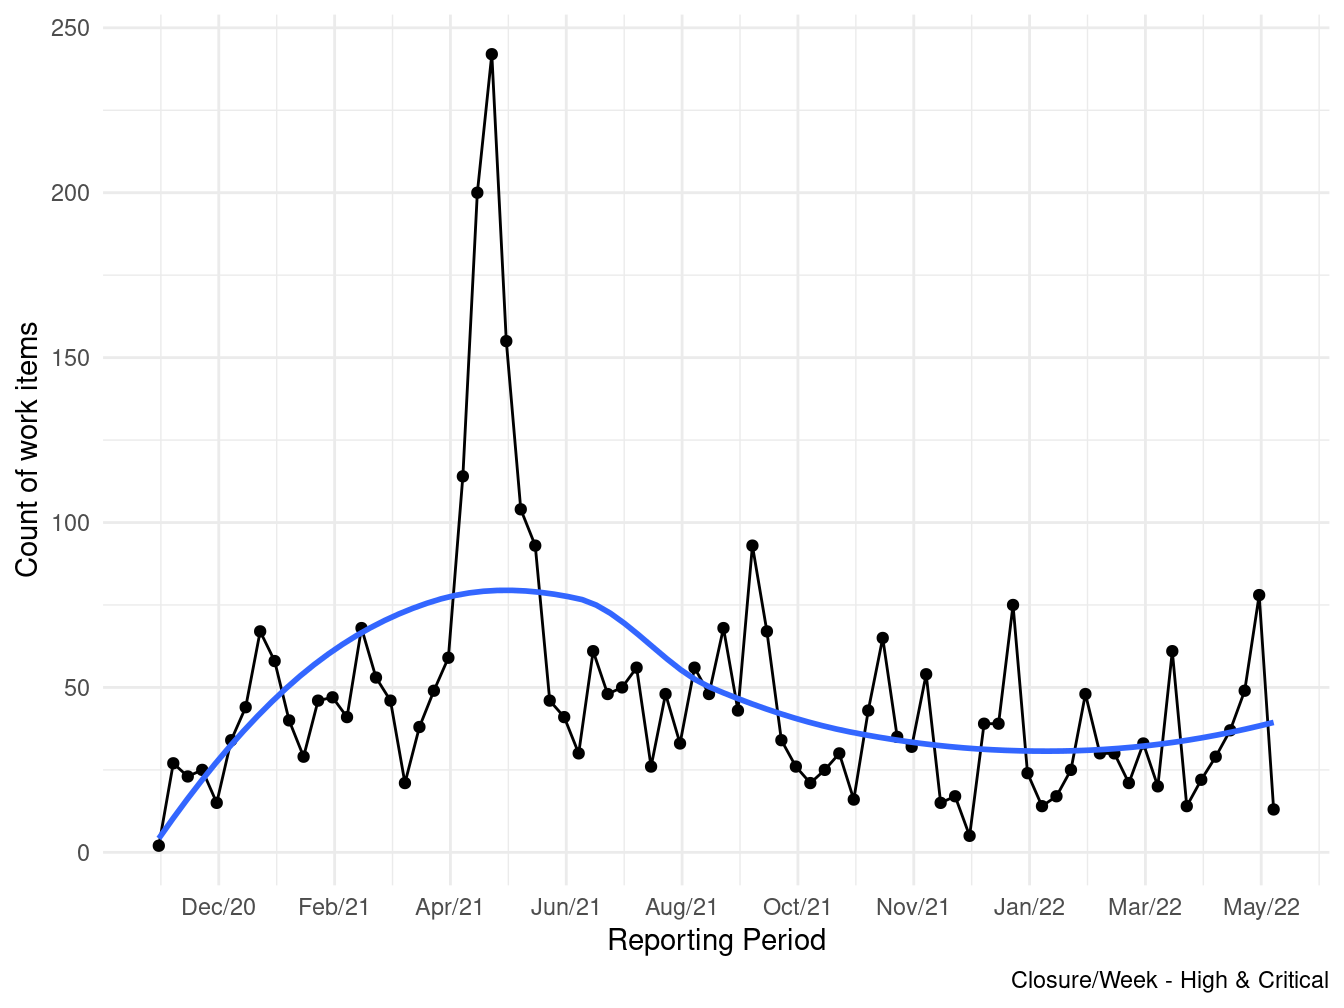 250
200
150
100
50
0
Count of work items
Dec/20 Feb/21 Apr/21 Jun/21 Aug/21 Oct/21 Nov/21 Jan/22 Mar/22 May/22
Reporting Period
Closure/Week - High & Critical